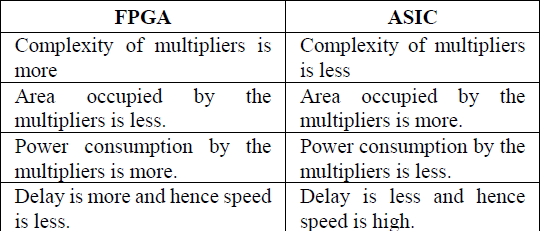 FPGA
ASIC
Complexity of multipliers is
more
Complexity of multipliers
is less
Area occupied by the
multipliers is less.
Area occupied by the
multipliers is more.
Power consumption by the
multipliers is more.
Power consumption by the
multipliers is less.
Delay is more and hence speed
is less.
Delay is less and hence
speed is high.